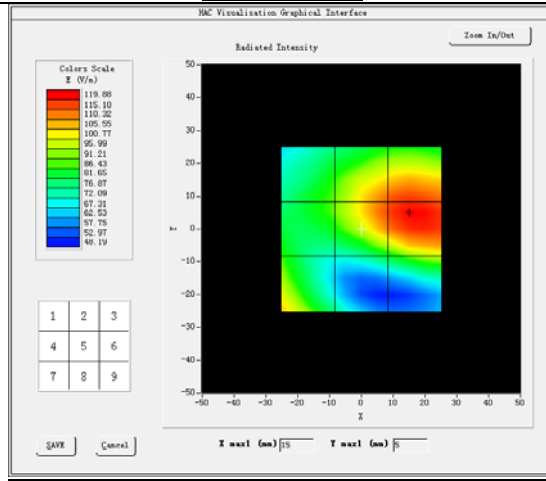 HAC Visualisation Graphical Interface
Zoom In/Out
Radiated Intensity
Colors Scale
E (V/m)
119.88
115.10
110.32
105.55
100.77
95.99
91.21
86.43
81.65
76.87
72.09
67.31
62.53
57.75
52.97
48.19
50
40
30
20
10
0
-10
-20
-30
-40
-50
Y
-50 -40 -30 -20 -10 0 10 20 30 40 50
X
1 2 3
4 5 6
7 8 9
SAVE Cancel
X max1 (mm) 15 Y max1 (mm) 5